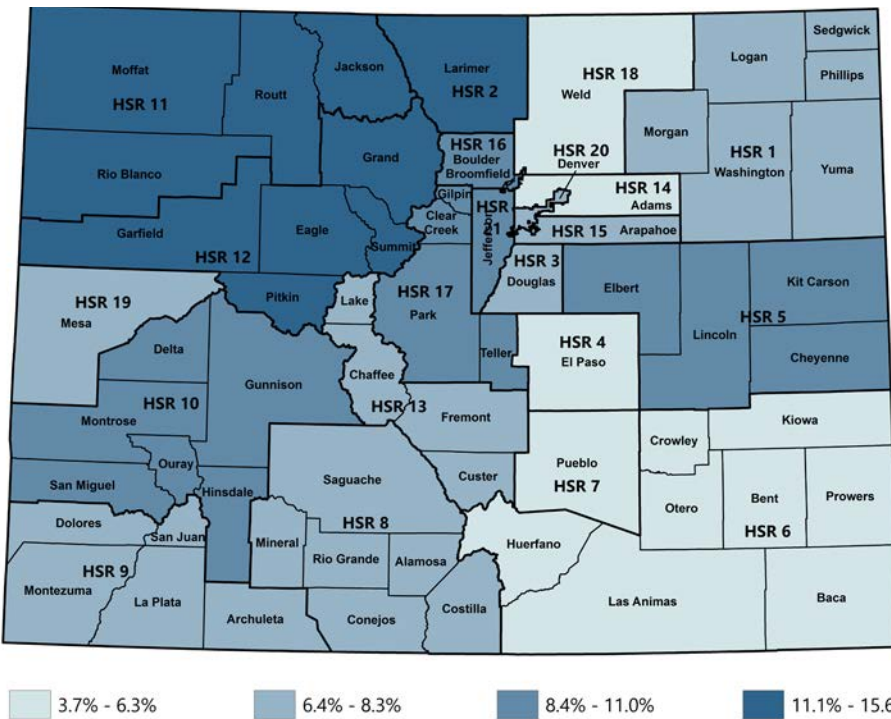 Sedgwick
Logan
Moffat
Jackson
Larimer
HSR 18
Phillips
HSR 11
Routt
HSR 2
Weld
Morgan
HSR 16
HSR 20
HSR 1
Grand
Boulder
Denver
Washington
Yuma
Rio Blanco
Broomfield
Gilpin
HSR 14
HSR
Adams
Clear
Creek
1
Garfield
Eagle
HSR 15
Arapahoe
Summit
Jefferson
HSR 12
HSR 3
Douglas
Kit Carson
HSR 19
Pitkin
Lake
HSR 17
Elbert
Mesa
Park
Lincoln
HSR 5
Delta
Teller
HSR 4
Cheyenne
El Paso
Gunnison
Chaffee
HSR 10
HSR 13
Montrose
Fremont
Kiowa
Crowley
Ouray
Pueblo
San Miguel
Saguache
Custer
HSR 7
Hinsdale
Bent
Prowers
Otero
Dolores
HSR 8
HSR 6
San Juan
Mineral
Huerfano
Rio Grande
Alamosa
HSR 9
Montezuma
La Plata
Las Animas
Baca
Costilla
Archuleta
Conejos
3.7% - 6.3%
6.4% - 8.3%
8.4% - 11.0%
11.1% - 15.6